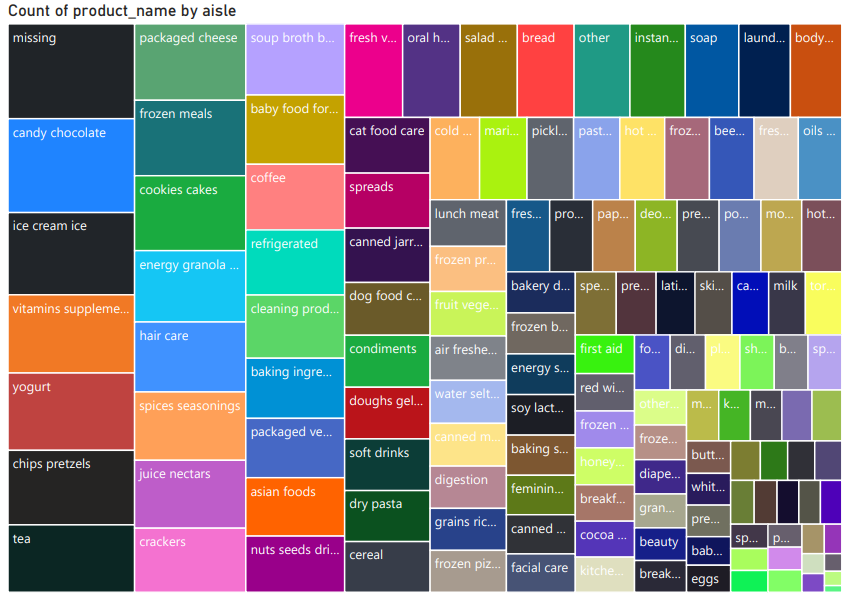 Count of product_name by aisle
missing
candy chocolate
ice cream ice
vitamins suppleme...
yogurt
chips pretzels
tea
packaged cheese
frozen meals
cookies cakes
energy granola ...
hair care
spices seasonings
juice nectars
crackers
soup broth b...
baby food for...
coffee
refrigerated
cleaning prod...
baking ingre...
packaged ve...
asian foods
nuts seeds dri...
fresh v...
oral h...
salad ...
bread
other
instan...
soap
laund...
body...
cat food care
spreads
canned jarr...
dog food c...
condiments
doughs gel...
soft drinks
dry pasta
cereal
cold ...
mari...
pickl...
past...
hot ...
froz...
bee...
fres...
oils ...
lunch meat
frozen pr...
fruit vege...
air freshe...
water selt...
canned m...
digestion
grains ric...
frozen piz...
fres...
pro...
pap...
deo...
pre...
po...
mo...
hot...
bakery d...
frozen b...
energy s...
soy lact...
baking s...
feminin...
canned ...
facial care
spe...
pre...
lati...
ski...
ca...
milk
tor...
first aid
red wi...
frozen ...
honey...
breakf...
cocoa ...
kitche...
fo...
di...
pl...
sh...
b...
sp...
other...
froze...
diape...
gran...
beauty
break...
m...
k...
m...
butt...
whit...
pre...
bab...
eggs
sp...
p...